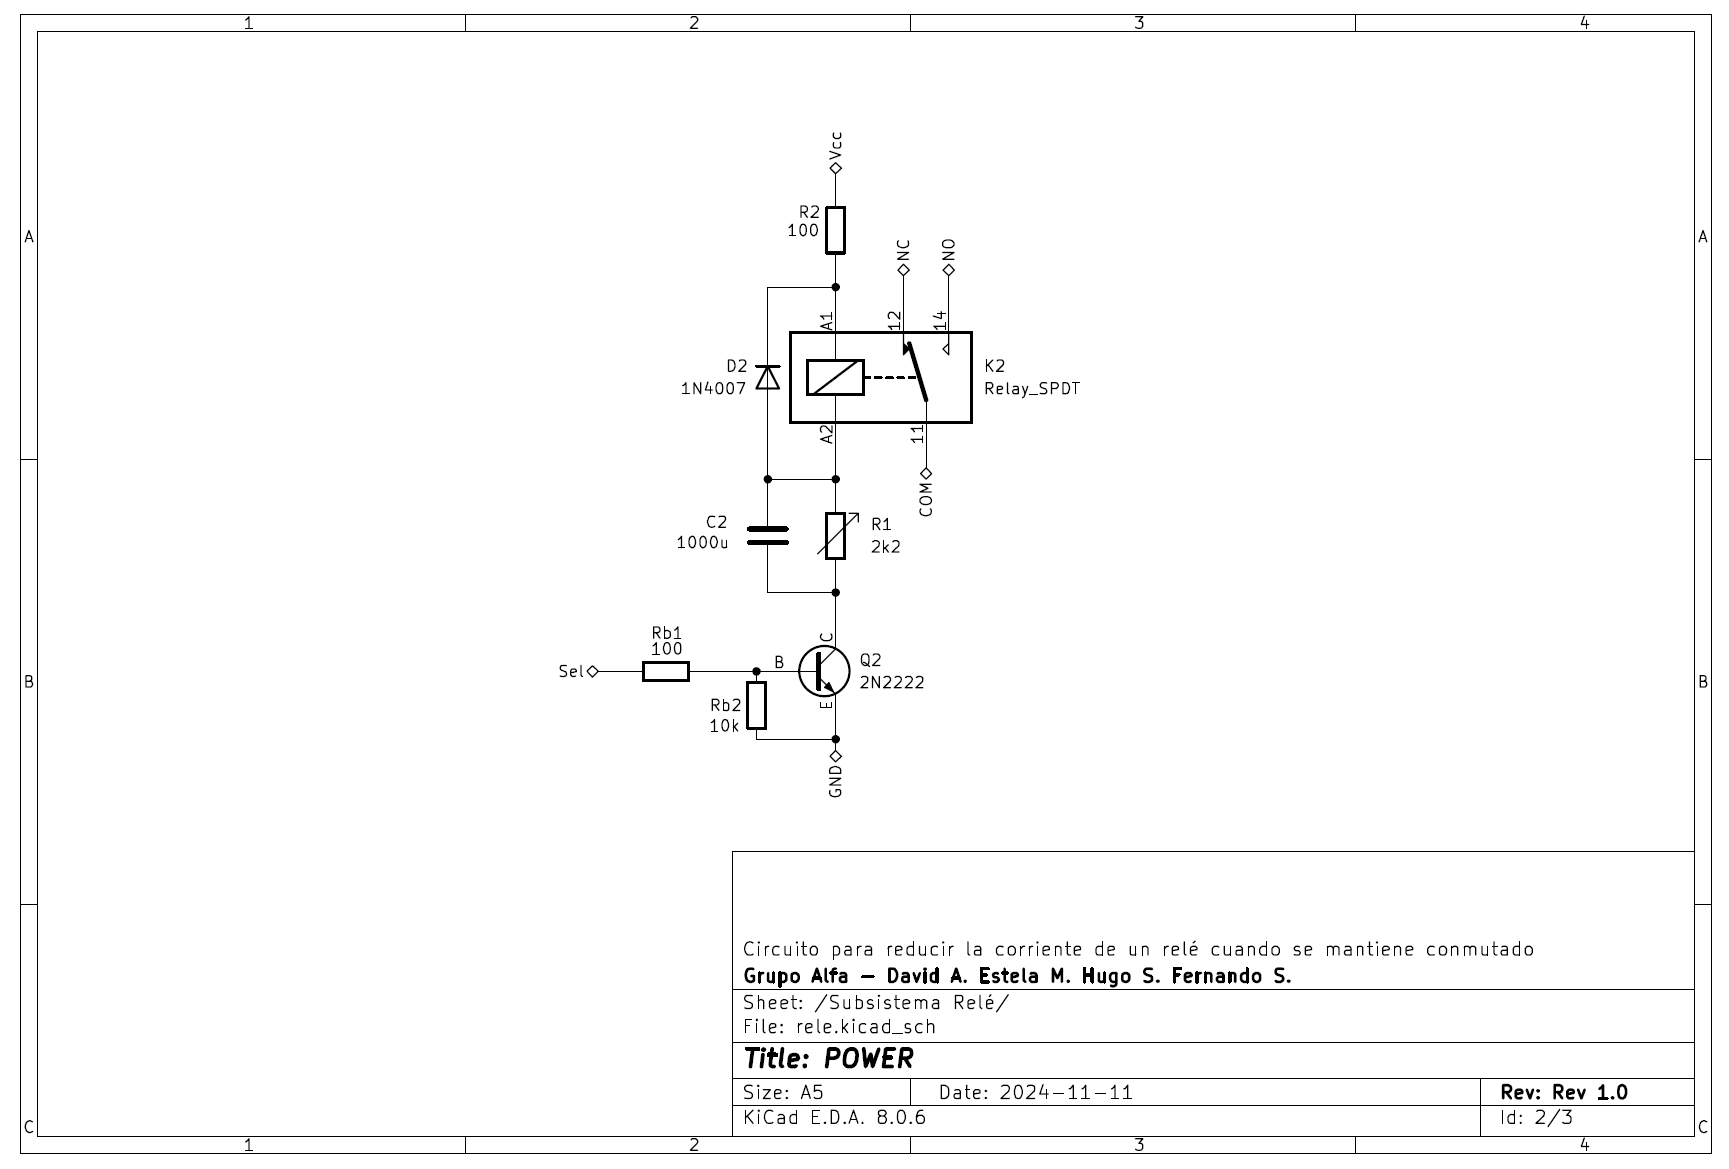 1 2 3 4
A A
B B
C C
Vcc
R2
100
NC
NO
A1
12
14
D2
1N4007
K2
Relay_SPDT
A2
11
COM
C2
1000u
R1
2k2
Rb1
100
Sel
B
C
E
Q2
2N2222
Rb2
10k
GND
Circuito para reducir la corriente de un relé cuando se mantiene conmutado
Grupo Alfa – David A. Estela M. Hugo S. Fernando S.
Sheet: /Subsistema Relé/
File: rele.kicad_sch
Title: POWER
Size: A5 Date: 2024-11-11 Rev: Rev 1.0
KiCad E.D.A. 8.0.6 Id: 2/3
1 2 3 4